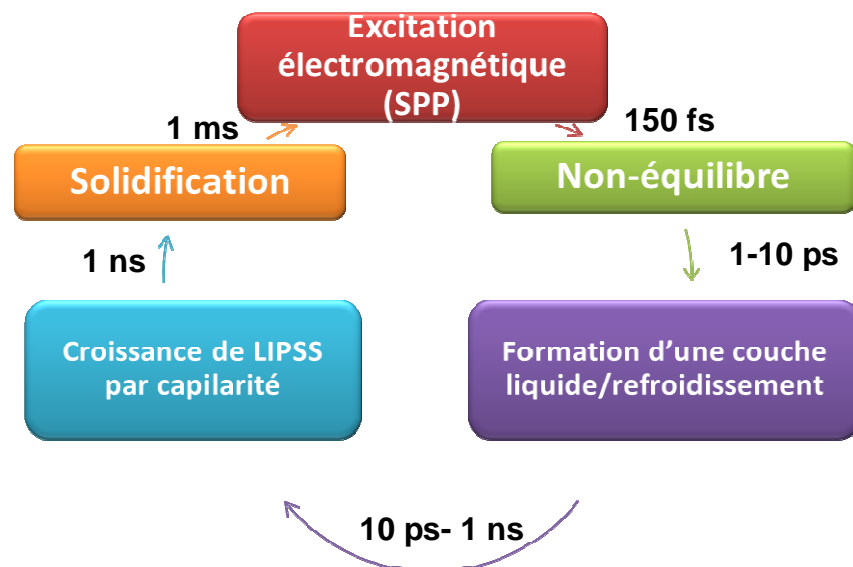 Excitation
électromagnétique
(SPP)
1 ms
150 fs
Solidification
Non-équilibre
1 ns
1-10 ps
Croissance de LIPSS
par capilarité
Formation d'une couche
liquide/refroidissement
10 ps- 1 ns